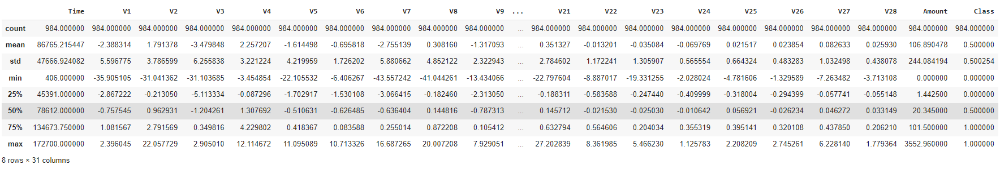 Time V1 V2 V3 V4 V5 V6 V7 V8 V9 ... V21 V22 V23 V24 V25 V26 V27 V28 Amount Class
count 984.000000 984.000000 984.000000 984.000000 984.000000 984.000000 984.000000 984.000000 984.000000 984.000000 ... 984.000000 984.000000 984.000000 984.000000 984.000000 984.000000 984.000000 984.000000 984.000000 984.000000
mean 86765.215447 -2.388314 1.791378 -3.479848 2.257207 -1.614498 -0.695818 -2.755139 0.308160 -1.317093 ... 0.351327 -0.013201 -0.035084 -0.069769 0.021517 0.023854 0.082633 0.025930 106.890478 0.500000
std 47666.924082 5.596775 3.786599 6.255838 3.221224 4.219959 1.726202 5.880662 4.852122 2.322943 ... 2.784602 1.172241 1.305907 0.565554 0.664324 0.483283 1.032498 0.438078 244.084194 0.500254
min 406.000000 -35.905105 -31.041362 -31.103685 -3.454854 -22.105532 -6.406267 -43.557242 -41.044261 -13.434066 ... -22.797604 -8.887017 -19.331255 -2.028024 -4.781606 -1.329589 -7.263482 -3.713108 0.000000 0.000000
25% 45391.000000 -2.867222 -0.213050 -5.113334 -0.087296 -1.702917 -1.530108 -3.066415 -0.182460 -2.313050 ... -0.188311 -0.583588 -0.247440 -0.409999 -0.318004 -0.294399 -0.057741 -0.055148 1.442500 0.000000
50% 78612.000000 -0.757545 0.962931 -1.204261 1.307692 -0.510631 -0.626485 -0.636404 0.144816 -0.787313 ... 0.145712 -0.021530 -0.025030 -0.010642 0.056921 -0.026234 0.046272 0.033149 20.345000 0.500000
75% 134673.750000 1.081567 2.791569 0.349816 4.229802 0.418367 0.083588 0.255014 0.872208 0.105412 ... 0.632794 0.564606 0.204034 0.355319 0.395141 0.320108 0.437850 0.206210 101.500000 1.000000
max 172700.000000 2.396045 22.057729 2.905010 12.114672 11.095089 10.713326 16.687265 20.007208 7.929051 ... 27.202839 8.361985 5.466230 1.125783 2.208209 2.745261 6.228140 1.779364 3552.960000 1.000000
8 rows × 31 columns